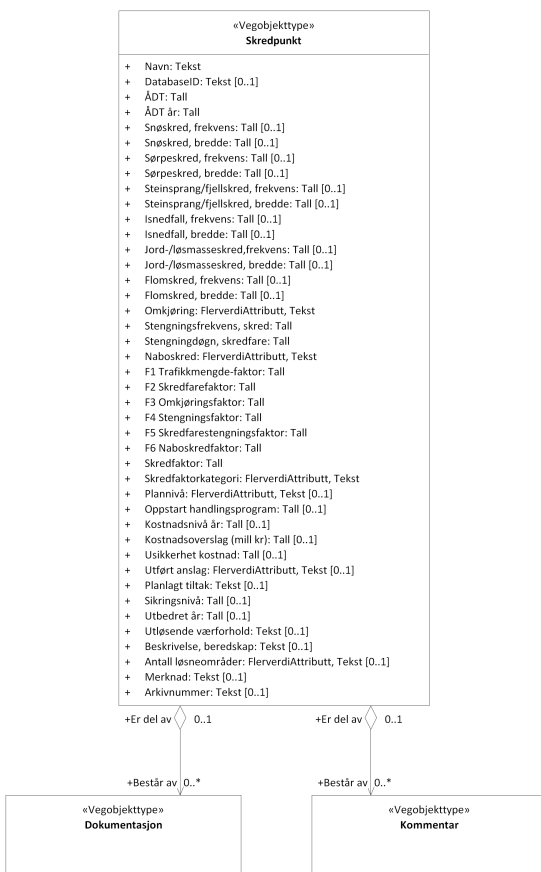 «Vegobjekttype»
Skredpunkt
+ Navn: Tekst
+ DatabaseID: Tekst [0..1]
+ ÅDT: Tall
+ ÅDT år: Tall
+ Snøskred, frekvens: Tall [0..1]
+ Snøskred, bredde: Tall [0..1]
+ Sørpeskred, frekvens: Tall [0..1]
+ Sørpeskred, bredde: Tall [0..1]
+ Steinsprang/fjellskred, frekvens: Tall [0..1]
+ Steinsprang/fjellskred, bredde: Tall [0..1]
+ Isnedfall, frekvens: Tall [0..1]
+ Isnedfall, bredde: Tall [0..1]
+ Jord-/løsmasseskred,frekvens: Tall [0..1]
+ Jord-/løsmasseskred, bredde: Tall [0..1]
+ Flomskred, frekvens: Tall [0..1]
+ Flomskred, bredde: Tall [0..1]
+ Omkjøring: FlerverdiAttributt, Tekst
+ Stengningsfrekvens, skred: Tall
+ Stengningdøgn, skredfare: Tall
+ Naboskred: FlerverdiAttributt, Tekst
+ F1 Trafikkmengde-faktor: Tall
+ F2 Skredfarefaktor: Tall
+ F3 Omkjøringsfaktor: Tall
+ F4 Stengningsfaktor: Tall
+ F5 Skredfarestengningsfaktor: Tall
+ F6 Naboskredfaktor: Tall
+ Skredfaktor: Tall
+ Skredfaktorkategori: FlerverdiAttributt, Tekst
+ Plannivå: FlerverdiAttributt, Tekst [0..1]
+ Oppstart handlingsprogram: Tall [0..1]
+ Kostnadsnivå år: Tall [0..1]
+ Kostnadsoverslag (mill kr): Tall [0..1]
+ Usikkerhet kostnad: Tall [0..1]
+ Utført anslag: FlerverdiAttributt, Tekst [0..1]
+ Planlagt tiltak: Tekst [0..1]
+ Sikringsnivå: Tall [0..1]
+ Utbedret år: Tall [0..1]
+ Utløsende værforhold: Tekst [0..1]
+ Beskrivelse, beredskap: Tekst [0..1]
+ Antall løsneområder: FlerverdiAttributt, Tekst [0..1]
+ Merknad: Tekst [0..1]
+ Arkivnummer: Tekst [0..1]
+Er del av 0..1 +Er del av 0..1
+Består av 0..* +Består av 0..*
«Vegobjekttype» «Vegobjekttype»
Dokumentasjon Kommentar